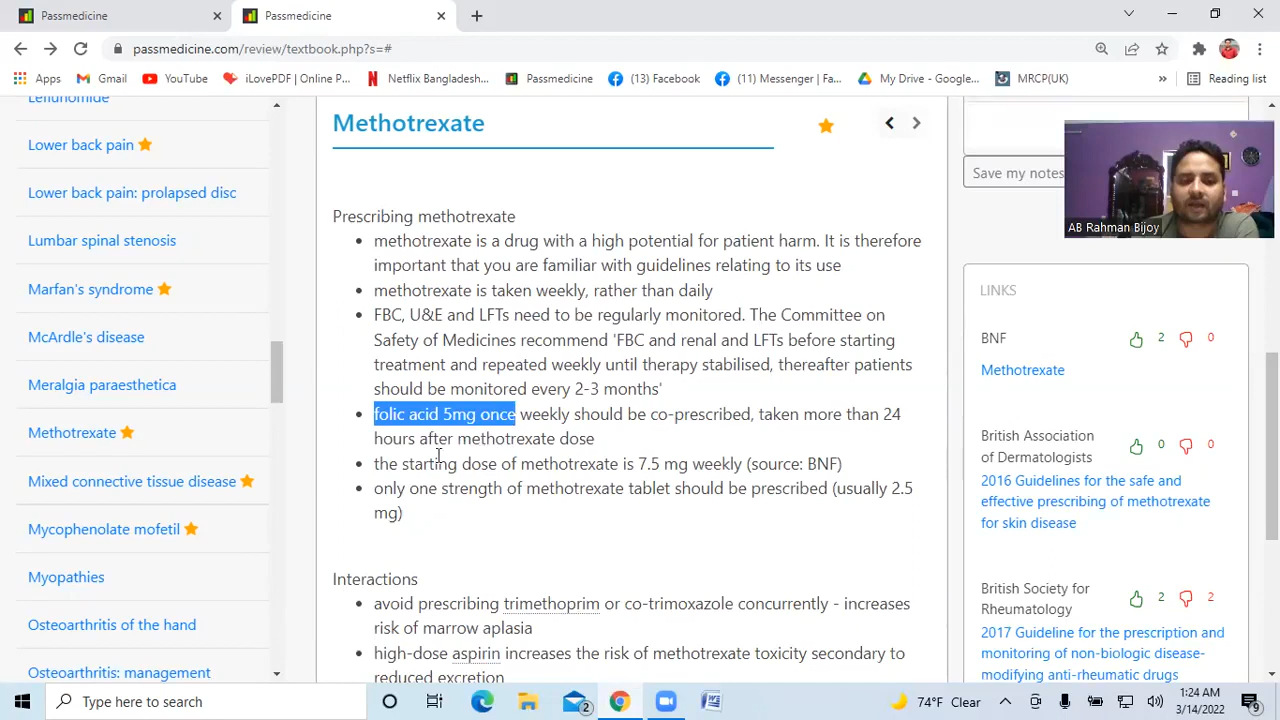 Passmedicine
Passmedicine
passmedicine.com/review/textbook.php?s=#
Apps
Gmail
YouTube
iLovePDF | Online P...
Netflix Bangladesh...
Passmedicine
(13) Facebook
(11) Messenger | Fa...
My Drive - Google...
MRCP(UK)
»
Reading list
Leflunomide
Lower back pain
Lower back pain: prolapsed disc
Lumbar spinal stenosis
Marfan's syndrome
McArdle's disease
Meralgia paraesthetica
Methotrexate
Mixed connective tissue disease
Mycophenolate mofetil
Myopathies
Osteoarthritis of the hand
Osteoarthritis: management
Methotrexate
Prescribing methotrexate
methotrexate is a drug with a high potential for patient harm. It is therefore
important that you are familiar with guidelines relating to its use
methotrexate is taken weekly, rather than daily
FBC, U&E and LFTs need to be regularly monitored. The Committee on
Safety of Medicines recommend 'FBC and renal and LFTs before starting
treatment and repeated weekly until therapy stabilised, thereafter patients
should be monitored every 2-3 months'
folic acid 5mg once weekly should be co-prescribed, taken more than 24
hours after methotrexate dose
the starting dose of methotrexate is 7.5 mg weekly (source: BNF)
only one strength of methotrexate tablet should be prescribed (usually 2.5
mg)
Interactions
avoid prescribing trimethoprim or co-trimoxazole concurrently - increases
risk of marrow aplasia
high-dose aspirin increases the risk of methotrexate toxicity secondary to
reduced excretion
Save my notes
AB Rahman Bijoy
LINKS
BNF
2
0
Methotrexate
British Association
of Dermatologists
0
0
2016 Guidelines for the safe and
effective prescribing of methotrexate
for skin disease
British Society for
Rheumatology
2
2
2017 Guideline for the prescription and
monitoring of non-biologic disease-
modifying anti-rheumatic drugs
Type here to search
2
74°F Clear
1:24 AM
3/14/2022
9